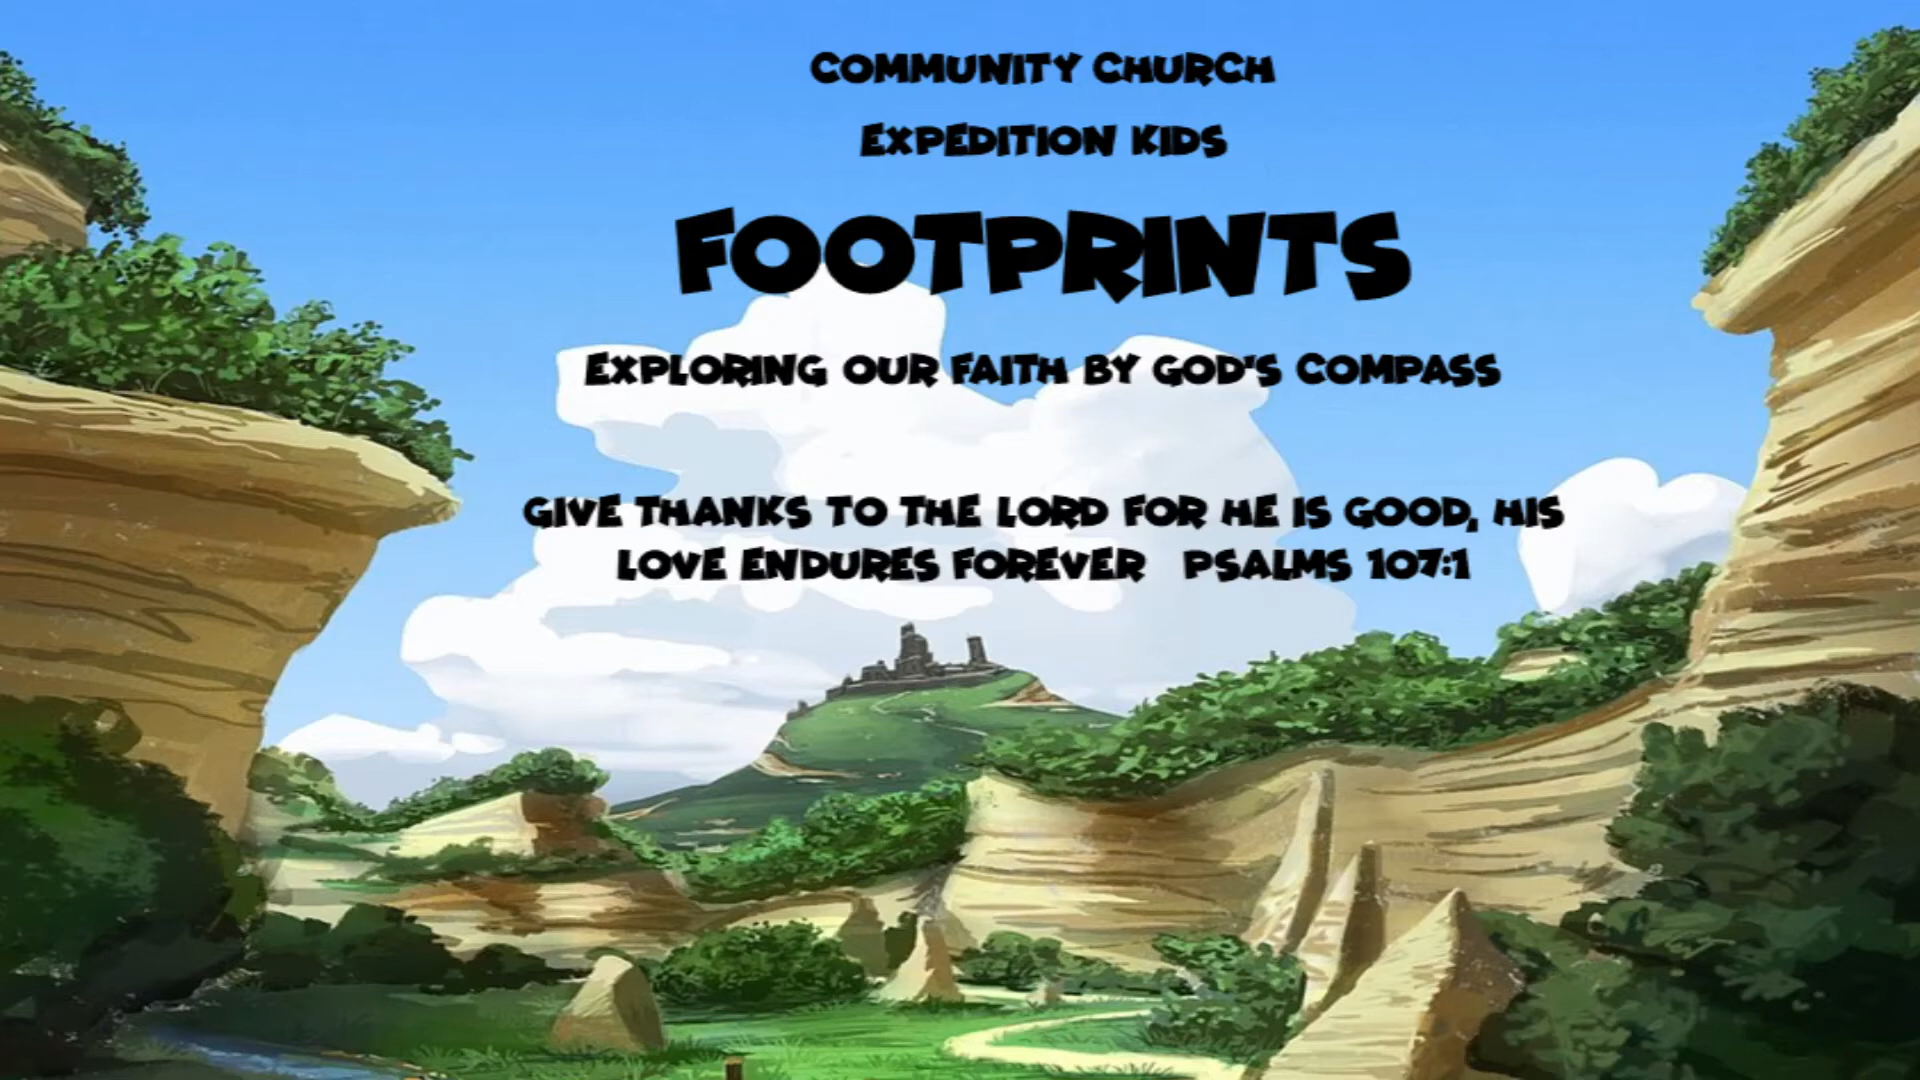 COMMUNITY CHURCH
EXPEDITION KIDS
FOOTPRINTS
EXPLORING OUR FAITH BY GOD'S COMPASS
GIVE THANKS TO THE LORD FOR HE IS GOOD, HIS
LOVE ENDURES FOREVER PSALMS 107:1